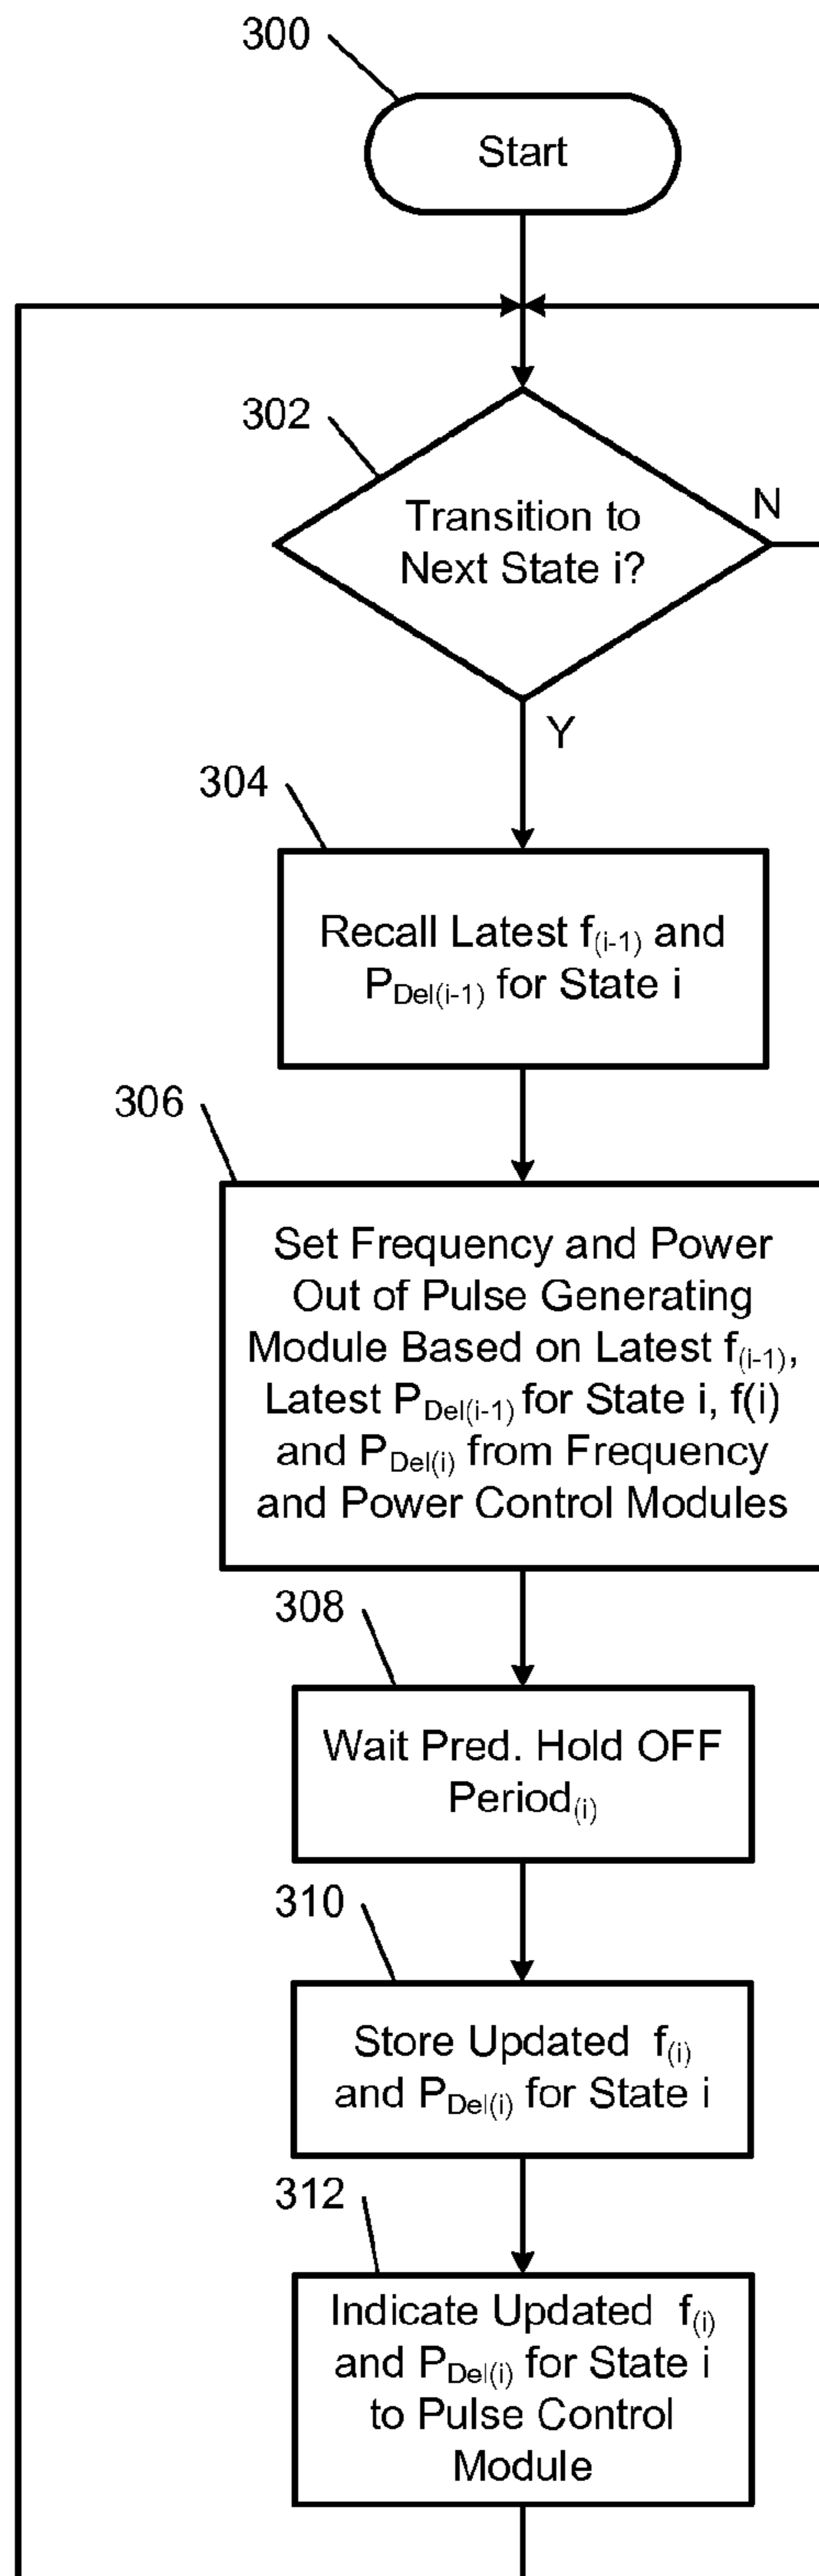 300
Start
302
Transition to
Next State i?
N
Y
304
Recall Latest f(i-1) and
PDel(i-1) for State i
306
Set Frequency and Power
Out of Pulse Generating
Module Based on Latest f(i-1),
Latest PDel(i-1) for State i, f(i)
and PDel(i) from Frequency
and Power Control Modules
308
Wait Pred. Hold OFF
Period(i)
310
Store Updated f(i)
and PDel(i) for State i
312
Indicate Updated f(i)
and PDel(i) for State i
to Pulse Control
Module